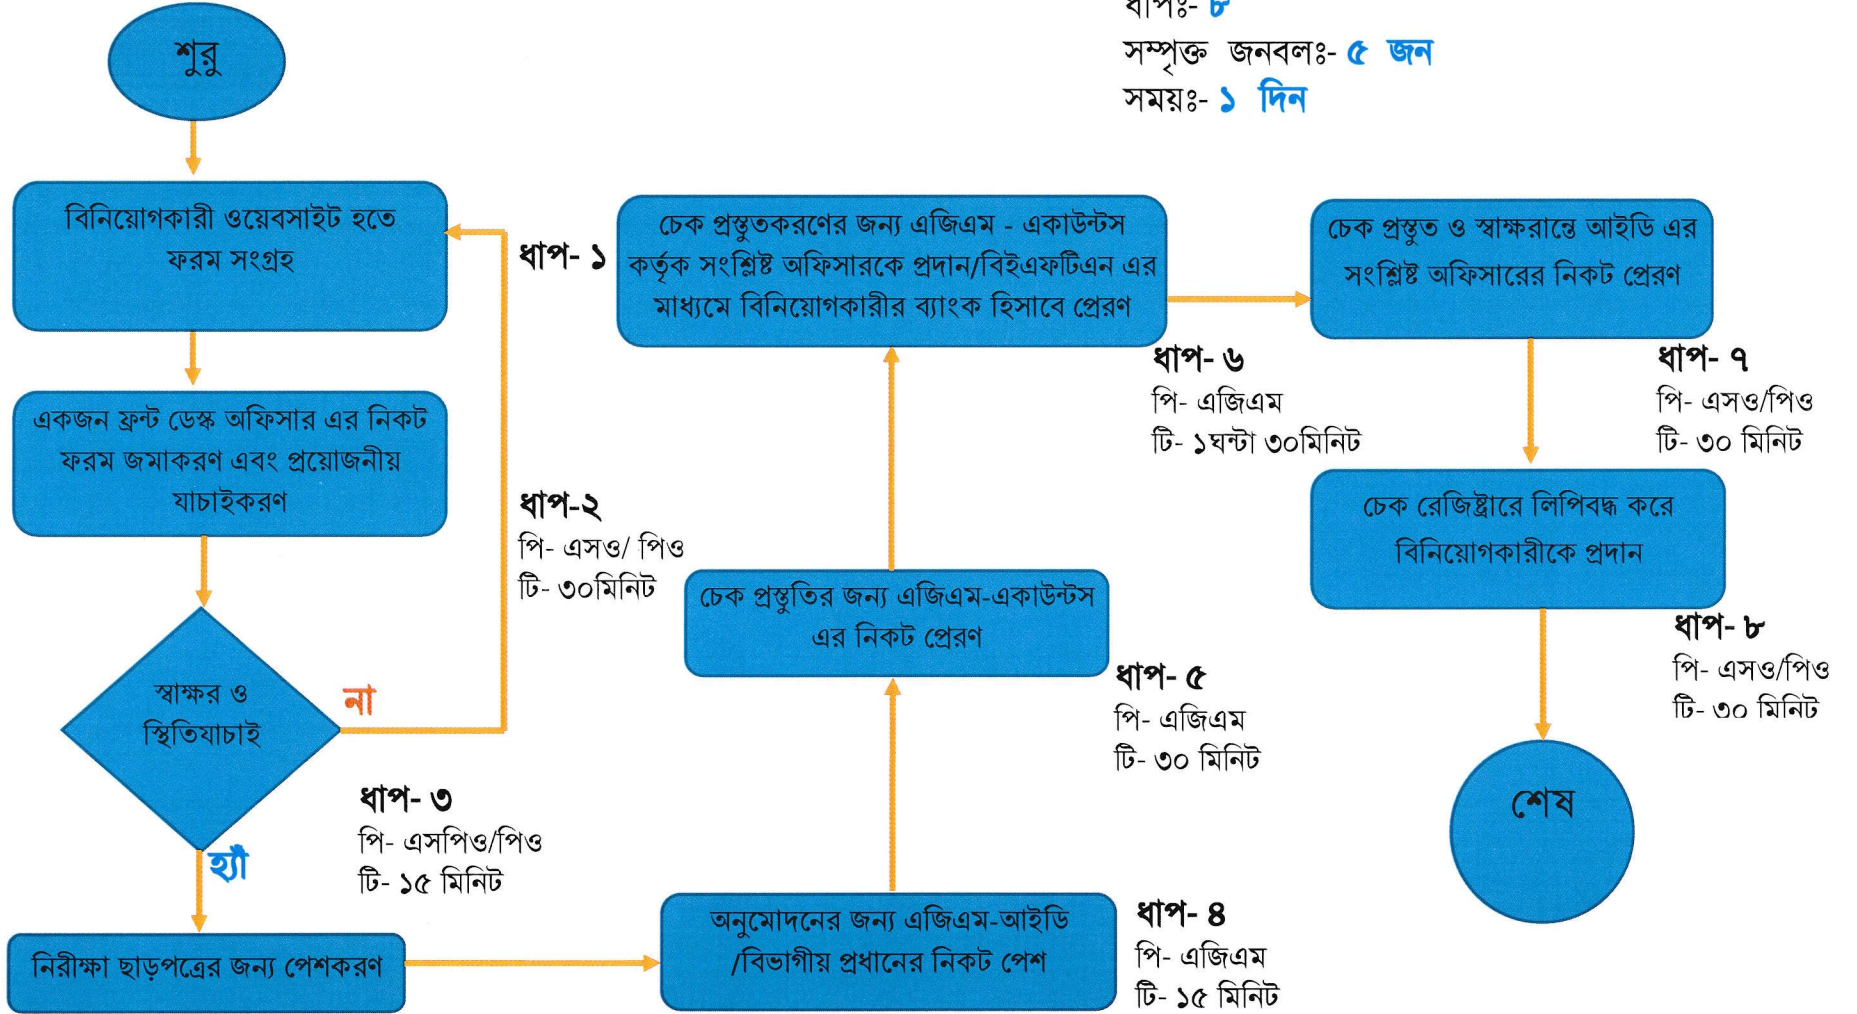 ধাপঃ- ৮
সম্পৃক্ত জনবলঃ- ৫ জন
সময়ঃ- ১ দিন
শুরু
বিনিয়োগকারী ওয়েবসাইট হতে
ফরম সংগ্রহ
ধাপ- ১
একজন ফ্রন্ট ডেস্ক অফিসার এর নিকট
ফরম জমাকরণ এবং প্রয়োজনীয়
যাচাইকরণ
ধাপ-২
পি- এসও/ পিও
টি- ৩০মিনিট
স্বাক্ষর ও
স্থিতিযাচাই
না
হ্যাঁ
ধাপ- ৩
পি- এসপিও/পিও
টি- ১৫ মিনিট
নিরীক্ষা ছাড়পত্রের জন্য পেশকরণ
অনুমোদনের জন্য এজিএম-আইডি
/বিভাগীয় প্রধানের নিকট পেশ
ধাপ- ৪
পি- এজিএম
টি- ১৫ মিনিট
চেক প্রস্তুতির জন্য এজিএম-একাউন্টস
এর নিকট প্রেরণ
ধাপ- ৫
পি- এজিএম
টি- ৩০ মিনিট
চেক প্রস্তুতকরণের জন্য এজিএম - একাউন্টস
কর্তৃক সংশ্লিষ্ট অফিসারকে প্রদান/বিইএফটিএন এর
মাধ্যমে বিনিয়োগকারীর ব্যাংক হিসাবে প্রেরণ
ধাপ- ৬
পি- এজিএম
টি- ১ঘন্টা ৩০মিনিট
চেক প্রস্তুত ও স্বাক্ষরান্তে আইডি এর
সংশ্লিষ্ট অফিসারের নিকট প্রেরণ
ধাপ- ৭
পি- এসও/পিও
টি- ৩০ মিনিট
চেক রেজিষ্ট্রারে লিপিবদ্ধ করে
বিনিয়োগকারীকে প্রদান
ধাপ- ৮
পি- এসও/পিও
টি- ৩০ মিনিট
শেষ